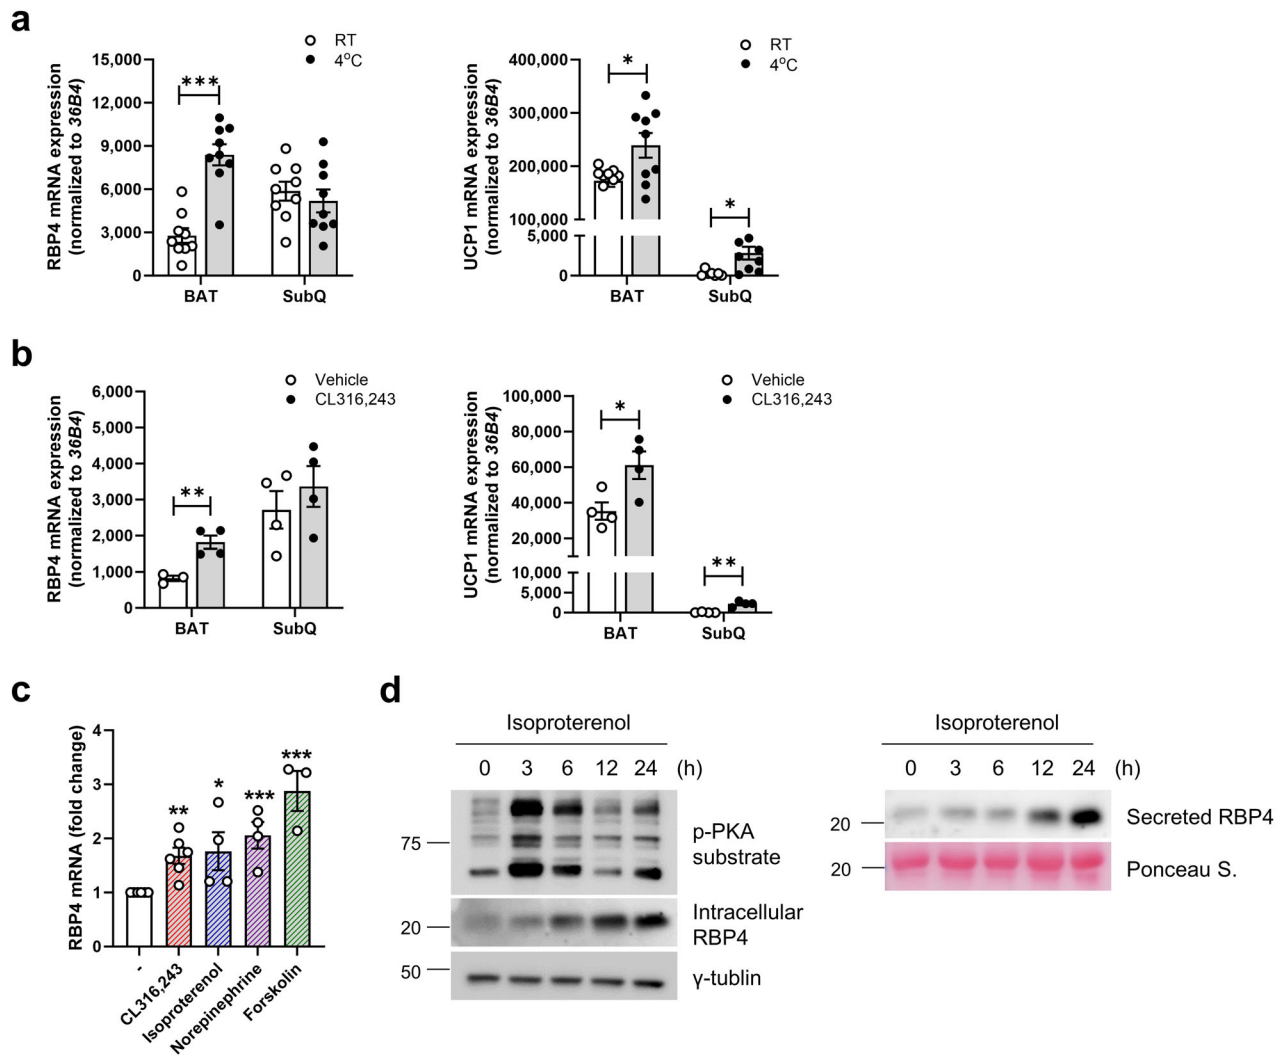 a
RBP4 mRNA expression
(normalized to 36B4)
15,000
12,000
9,000
6,000
3,000
0
***
RT
4°C
BAT
SubQ
UCP1 mRNA expression
(normalized to 36B4)
400,000
300,000
200,000
100,000
5,000
0
*
*
RT
4°C
BAT
SubQ
b
RBP4 mRNA expression
(normalized to 36B4)
6,000
5,000
4,000
3,000
2,000
1,000
0
**
Vehicle
CL316,243
BAT
SubQ
UCP1 mRNA expression
(normalized to 36B4)
100,000
80,000
60,000
40,000
20,000
10,000
5,000
0
*
**
Vehicle
CL316,243
BAT
SubQ
c
RBP4 mRNA (fold change)
4
3
2
1
0
**
*
***
***
-
CL316,243
Isoproterenol
Norepinephrine
Forskolin
d
Isoproterenol
0 3 6 12 24 (h)
75
p-PKA
substrate
20
Intracellular
RBP4
50
γ-tublin
Isoproterenol
0 3 6 12 24 (h)
20
Secreted RBP4
20
Ponceau S.